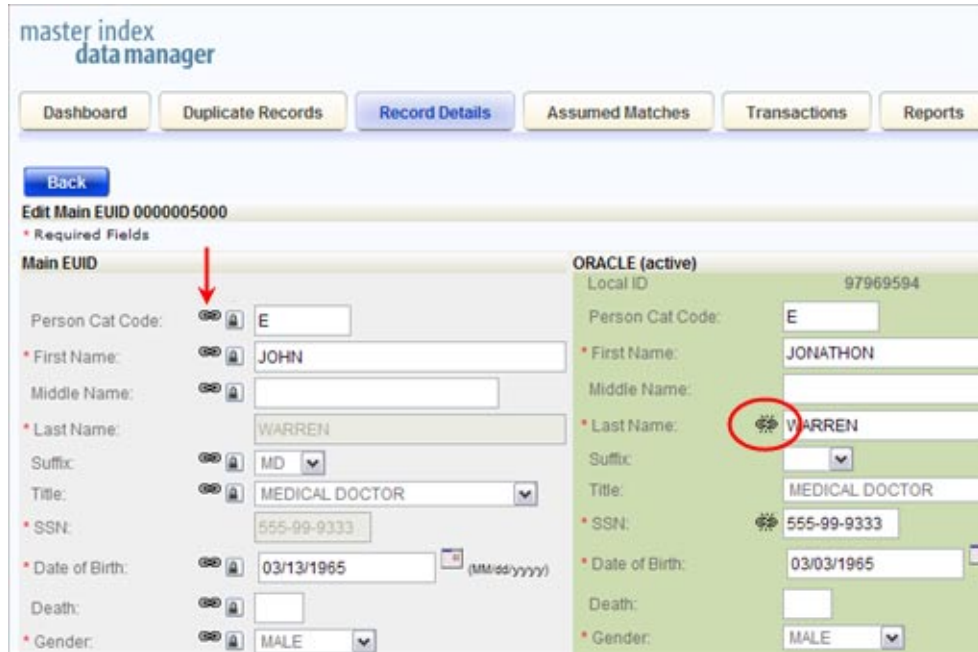 master index
data manager
Dashboard Duplicate Records Record Details Assumed Matches Transactions Reports
Back
Edit Main EUID 0000005000
* Required Fields
Main EUID
Person Cat Code: E
* First Name: JOHN
Middle Name:
* Last Name: WARREN
Suffix: MD
Title: MEDICAL DOCTOR
* SSN: 555-99-9333
* Date of Birth: 03/13/1965 (MM/dd/yyyy)
Death:
* Gender: MALE
ORACLE (active)
Local ID 97969594
Person Cat Code: E
* First Name: JONATHON
Middle Name:
* Last Name: WARREN
Suffix:
Title: MEDICAL DOCTOR
* SSN: 555-99-9333
* Date of Birth: 03/03/1965
Death:
* Gender: MALE